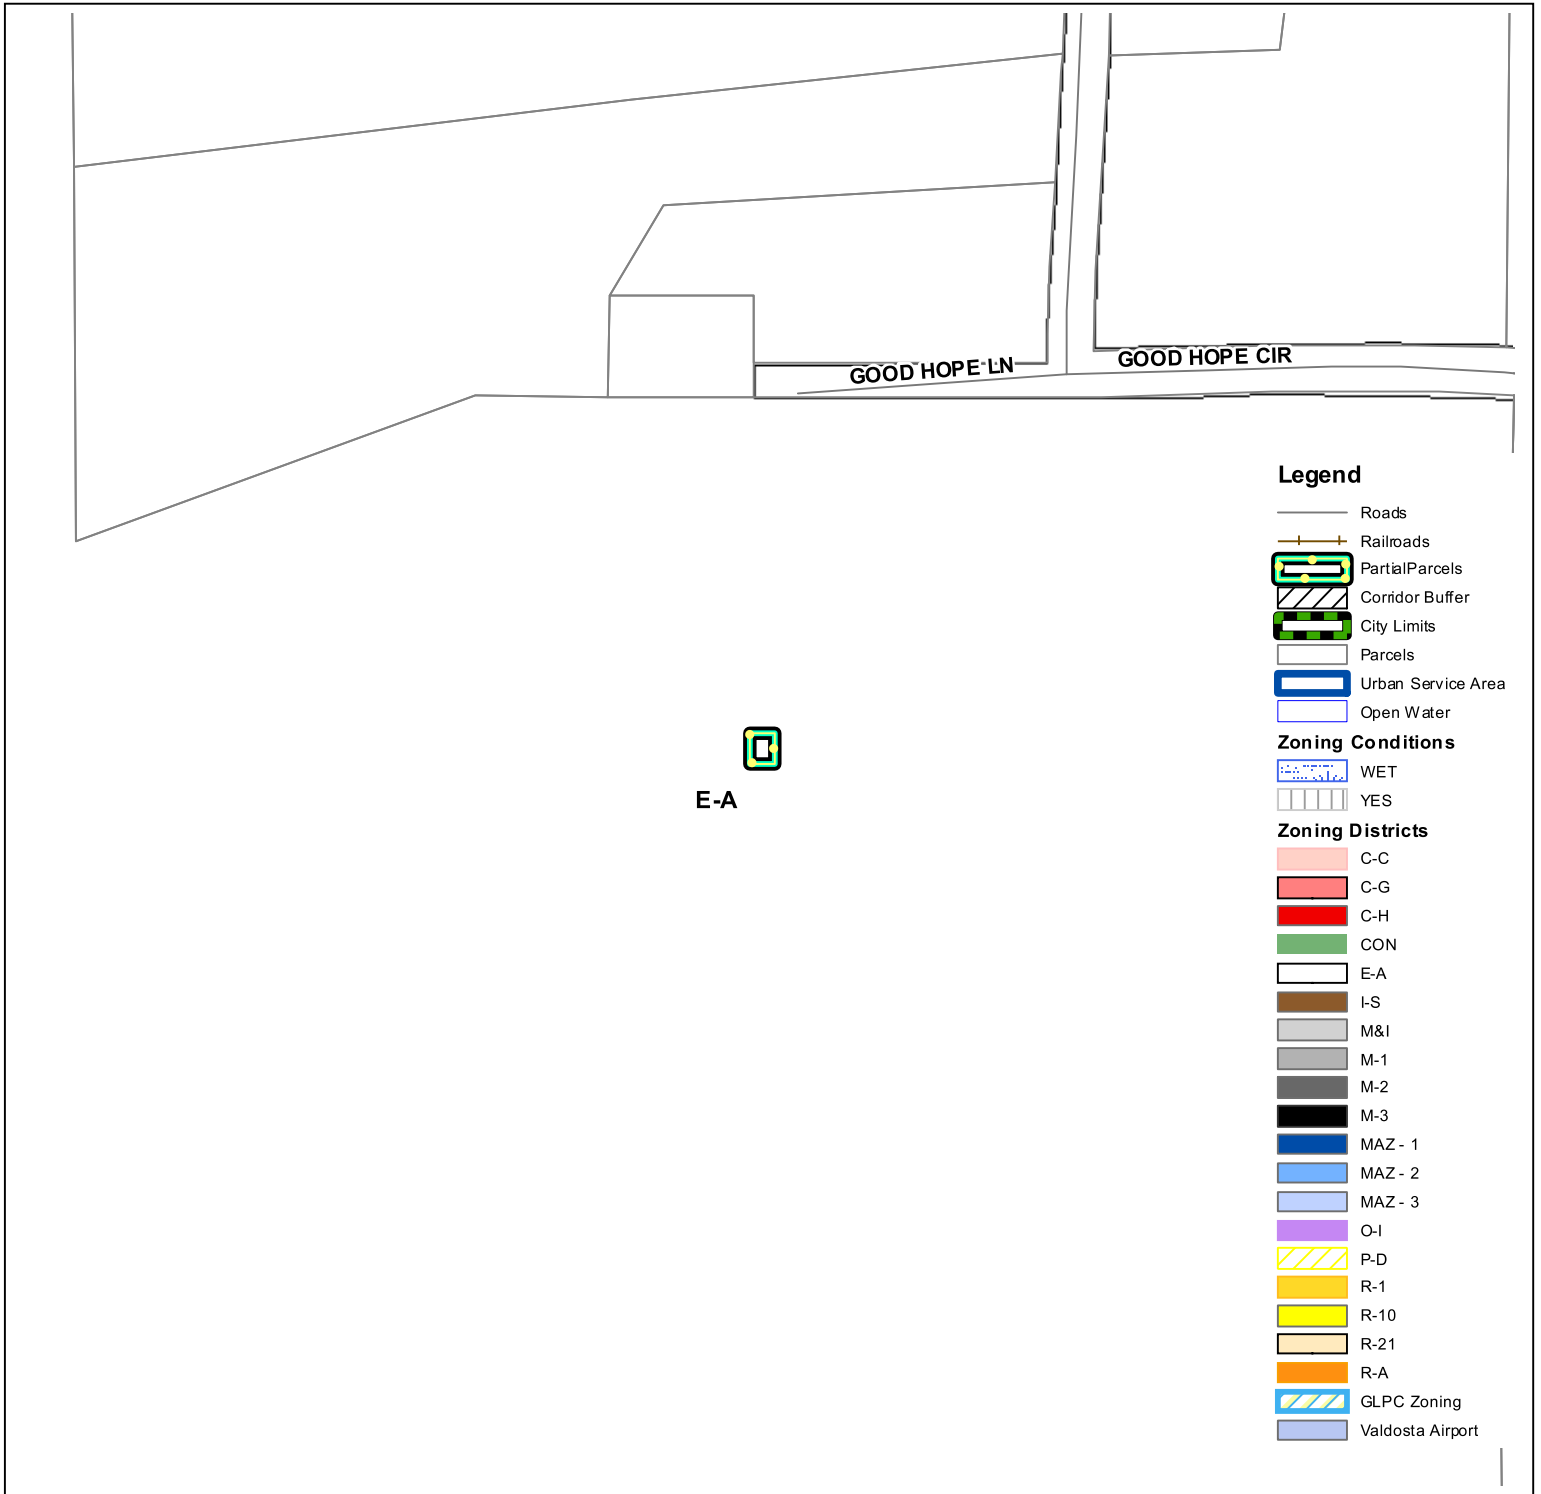 GOOD HOPE CIR
GOOD HOPE LN
Legend
Roads
Railroads
PartialParcels
Corridor Buffer
City Limits
Parcels
Urban Service Area
Open Water
Zoning Conditions
WET
YES
E-A
Zoning Districts
C-C
C-G
C-H
CON
E-A
I-S
M&I
M-1
M-2
M-3
MAZ - 1
MAZ - 2
MAZ - 3
O-I
P-D
R-1
R-10
R-21
R-A
GLPC Zoning
Valdosta Airport